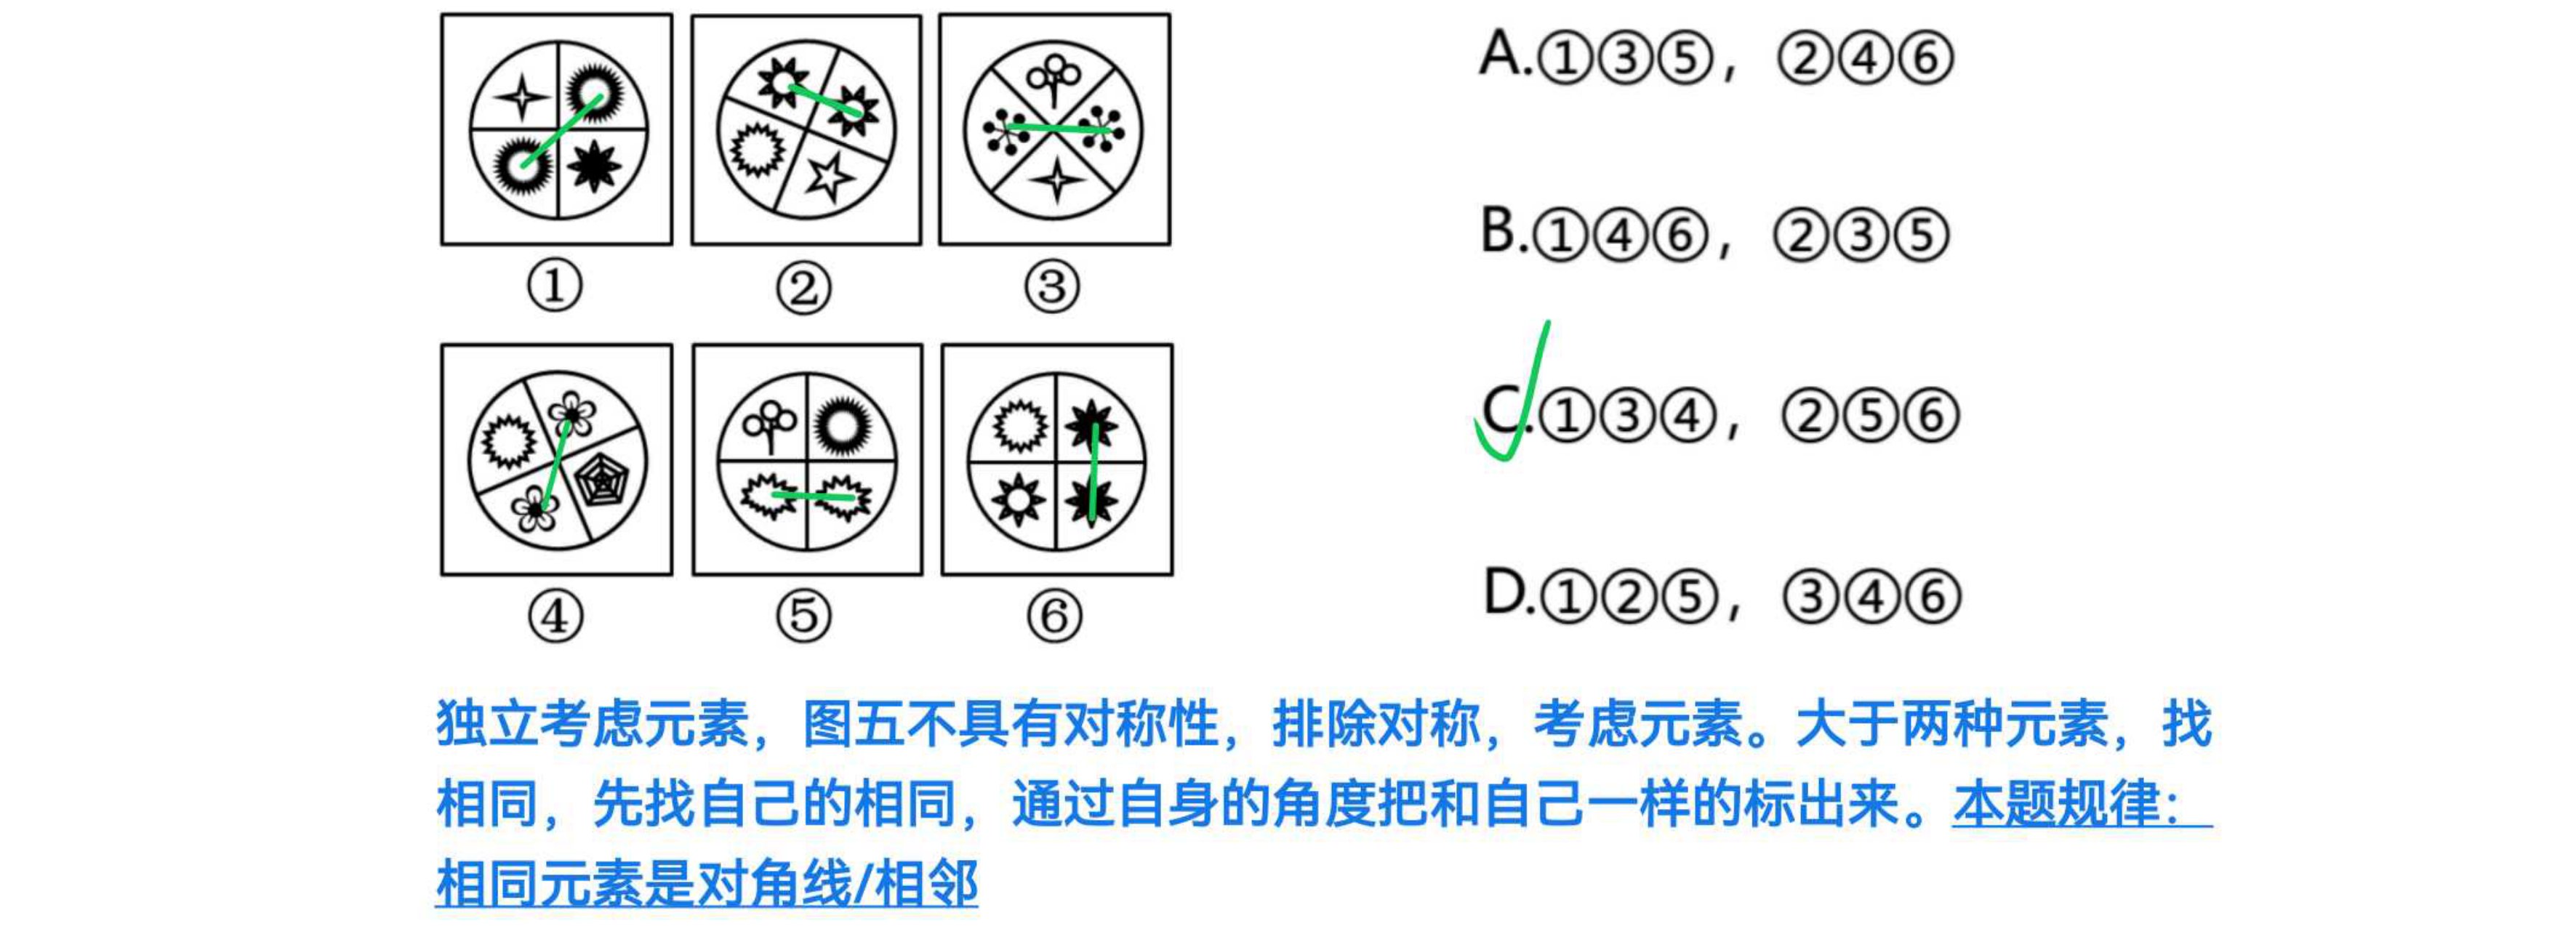 ① ② ③
④ ⑤ ⑥
A.①③⑤，②④⑥
B.①④⑥，②③⑤
C.①③④，②⑤⑥
D.①②⑤，③④⑥
独立考虑元素，图五不具有对称性，排除对称，考虑元素。大于两种元素，找
相同，先找自己的相同，通过自身的角度把和自己一样的标出来。本题规律：
相同元素是对角线/相邻